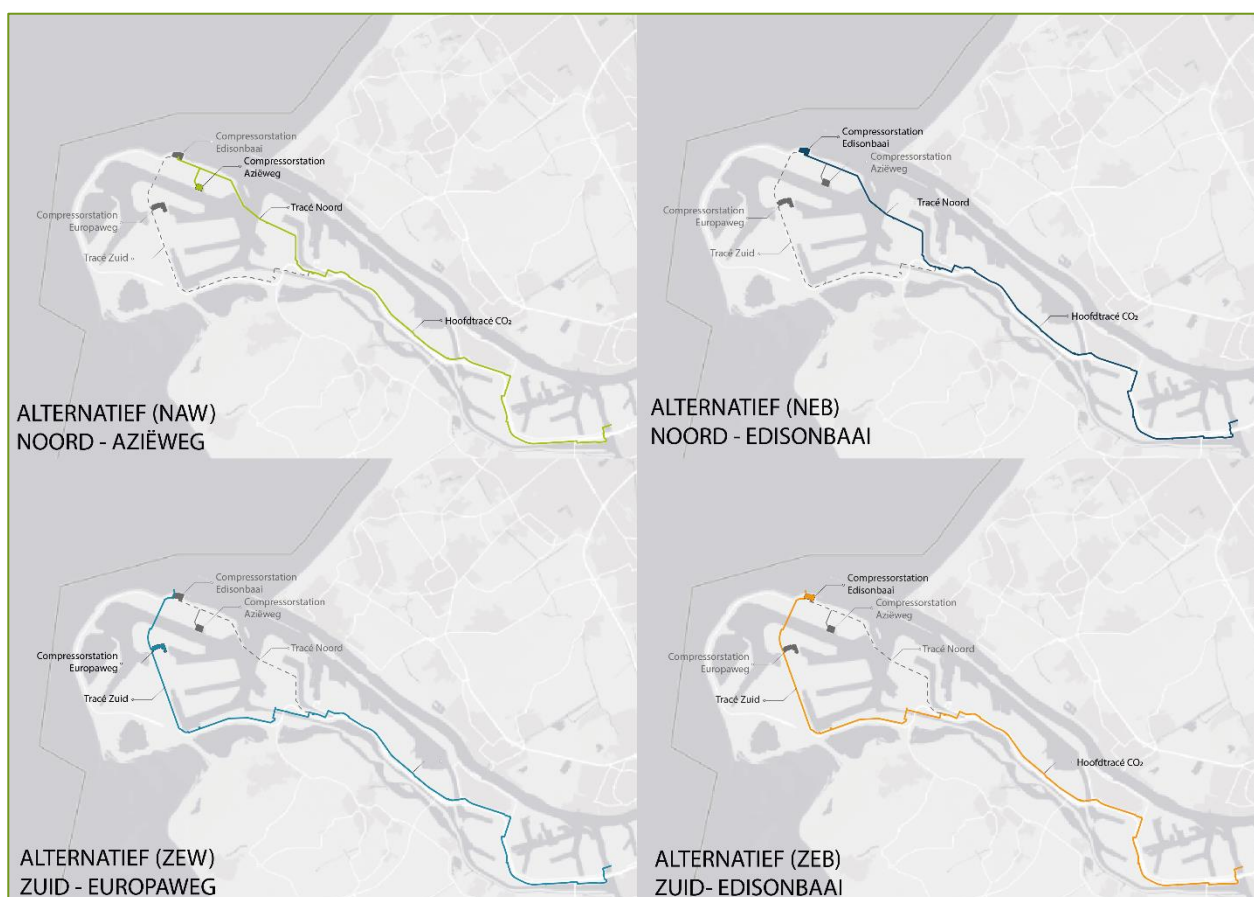 Compressorstation
Edisonbaai
Compressorstation
Aziëweg
Tracé Noord
Compressorstation
Europaweg
Tracé Zuid
Hoofdtracé CO₂
ALTERNATIEF (NAW)
NOORD - AZIËWEG
Compressorstation
Edisonbaai
Compressorstation
Aziëweg
Tracé Noord
Compressorstation
Europaweg
Tracé Zuid
Hoofdtracé CO₂
ALTERNATIEF (NEB)
NOORD - EDISONBAAI
Compressorstation
Edisonbaai
Compressorstation
Aziëweg
Tracé Noord
Compressorstation
Europaweg
Tracé Zuid
ALTERNATIEF (ZEW)
ZUID - EUROPAWEG
Compressorstation
Edisonbaai
Compressorstation
Aziëweg
Tracé Noord
Compressorstation
Europaweg
Tracé Zuid
Hoofdtracé CO₂
ALTERNATIEF (ZEB)
ZUID- EDISONBAAI